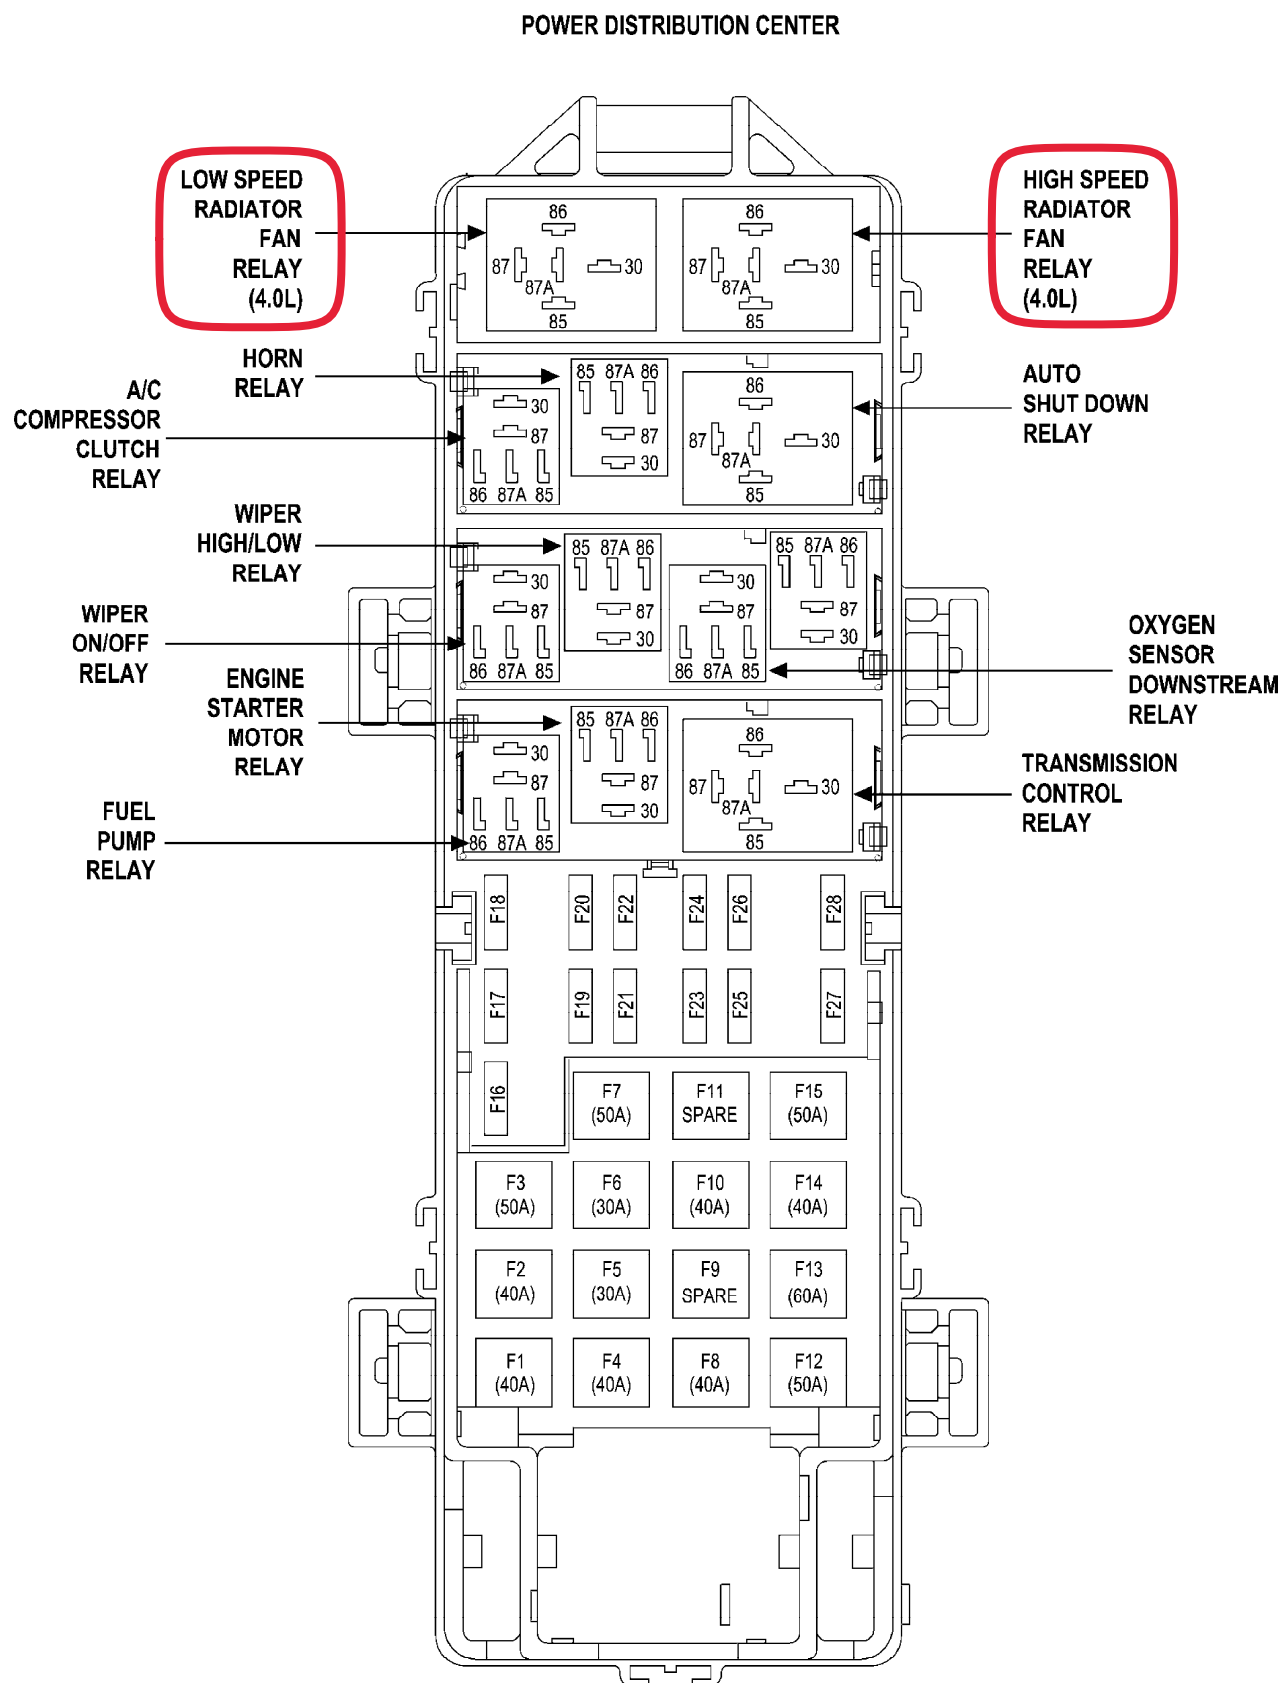 POWER DISTRIBUTION CENTER
LOW SPEED
RADIATOR
FAN
RELAY
(4.0L)
HIGH SPEED
RADIATOR
FAN
RELAY
(4.0L)
86
87
30
87A
85
86
87
30
87A
85
HORN
RELAY
A/C
COMPRESSOR
CLUTCH
RELAY
AUTO
SHUT DOWN
RELAY
85 87A 86
87
30
30
87
86 87A 85
86
87
30
87A
85
WIPER
HIGH/LOW
RELAY
WIPER
ON/OFF
RELAY
85 87A 86
87
30
30
87
86 87A 85
30
87
86 87A 85
85 87A 86
87
30
OXYGEN
SENSOR
DOWNSTREAM
RELAY
ENGINE
STARTER
MOTOR
RELAY
FUEL
PUMP
RELAY
85 87A 86
87
30
30
87
86 87A 85
86
87
30
87A
85
TRANSMISSION
CONTROL
RELAY
F18 F20 F22 F24 F26 F28
F17 F19 F21 F23 F25 F27
F16
F7
(50A)
F11
SPARE
F15
(50A)
F3
(50A)
F6
(30A)
F10
(40A)
F14
(40A)
F2
(40A)
F5
(30A)
F9
SPARE
F13
(60A)
F1
(40A)
F4
(40A)
F8
(40A)
F12
(50A)